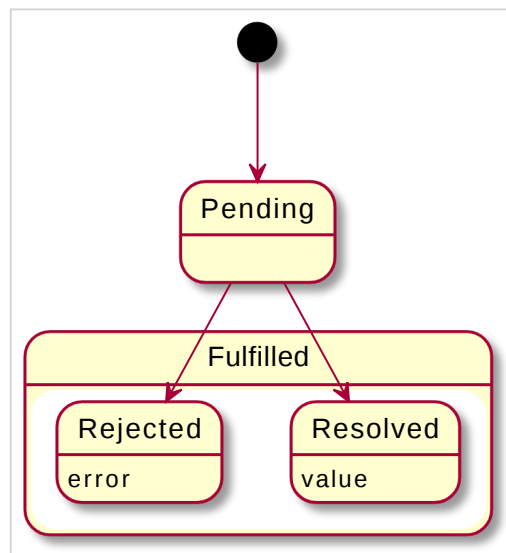 Pending
Fulfilled
Rejected
error
Resolved
value